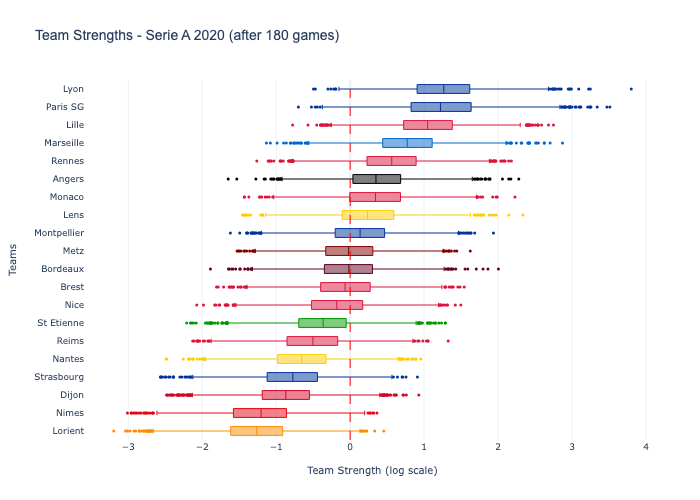 Team Strengths - Serie A 2020 (after 180 games)
Lyon
Paris SG
Lille
Marseille
Rennes
Angers
Monaco
Lens
Montpellier
Metz
Bordeaux
Brest
Nice
St Etienne
Reims
Nantes
Strasbourg
Dijon
Nimes
Lorient
Teams
−3 −2 −1 0 1 2 3 4
Team Strength (log scale)